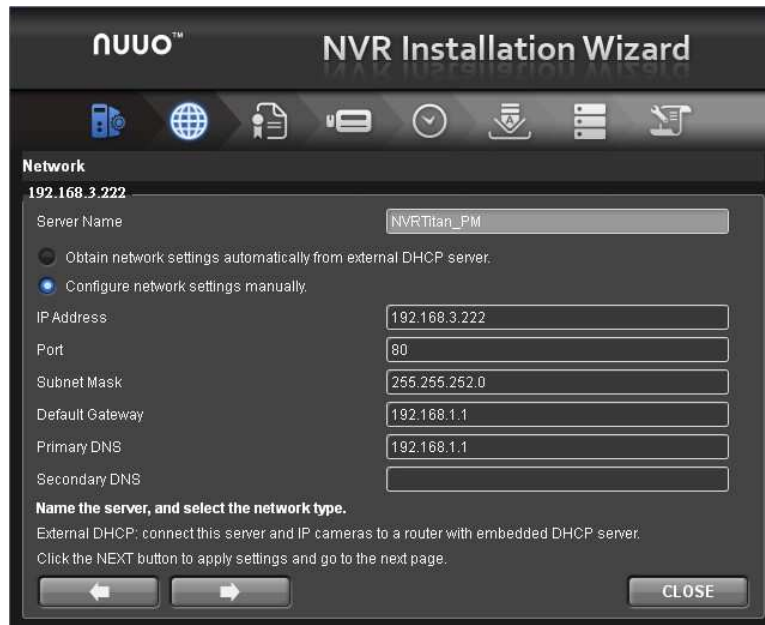 nuuo™
NVR Installation Wizard
Network
192.168.3.222
Server Name NVRTitan_PM
Obtain network settings automatically from external DHCP server.
Configure network settings manually.
IP Address 192.168.3.222
Port 80
Subnet Mask 255.255.252.0
Default Gateway 192.168.1.1
Primary DNS 192.168.1.1
Secondary DNS
Name the server, and select the network type.
External DHCP: connect this server and IP cameras to a router with embedded DHCP server.
Click the NEXT button to apply settings and go to the next page.
CLOSE